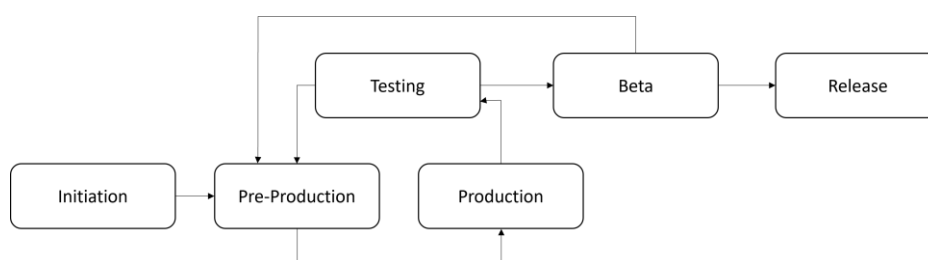 Testing
Beta
Release
Initiation
Pre-Production
Production